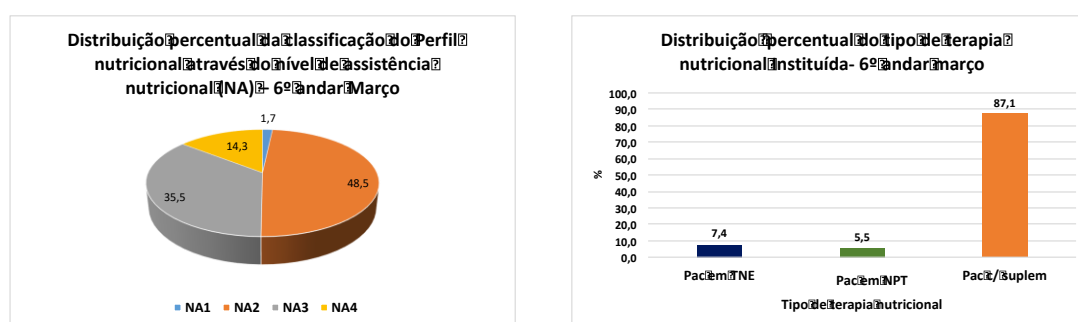 Distribuição percentual da classificação do Perfil
nutricional através do nível de assistência
nutricional (NA) – 6º andar Março
1,7
14,3
48,5
35,5
NA1 NA2 NA3 NA4
Distribuição percentual do tipo de terapia
nutricional Instituída- 6º andar março
100,0
90,0
80,0
70,0
60,0
50,0
40,0
30,0
20,0
10,0
0,0
%
7,4
5,5
87,1
Pac em TNE
Pac em NPT
Pac c/ suplem
Tipo de terapia nutricional